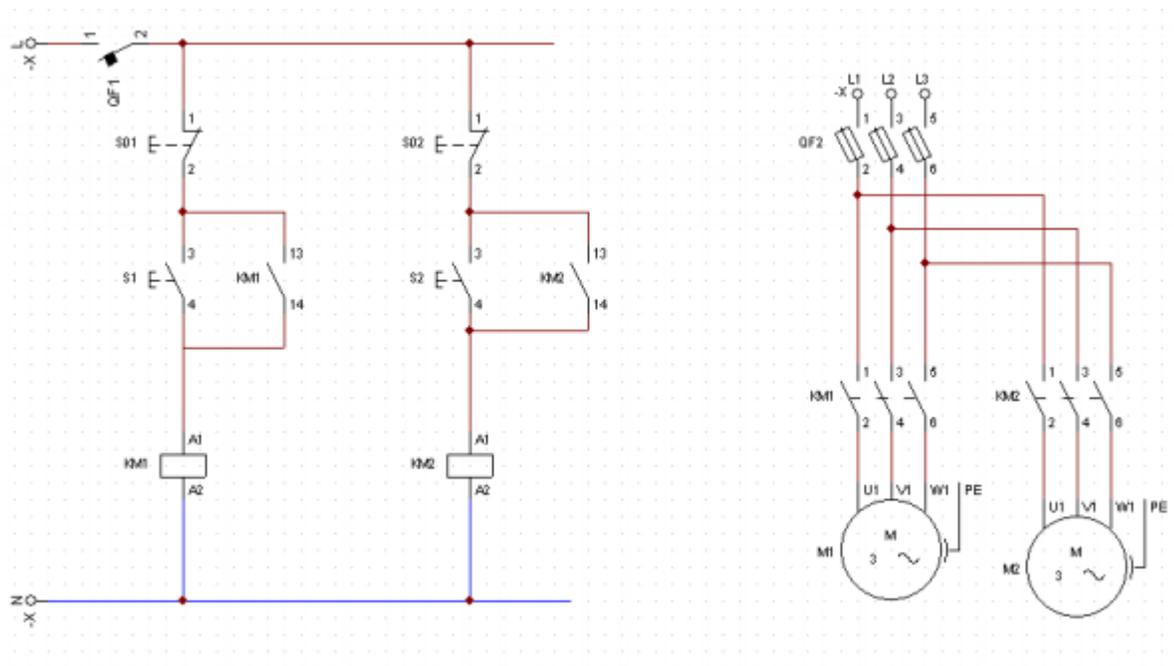 L
-X
1
2
QF1
1
S01
2
3
S1
4
13
KM1
14
A1
KM1
A2
1
S02
2
3
S2
4
13
KM2
14
A1
KM2
A2
N
-X
L1 L2 L3
-X
1 3 5
QF2
2 4 6
1 3 5
KM1
2 4 6
1 3 5
KM2
2 4 6
U1 V1 W1 PE
M
M1
3
U1 V1 W1 PE
M
M2
3